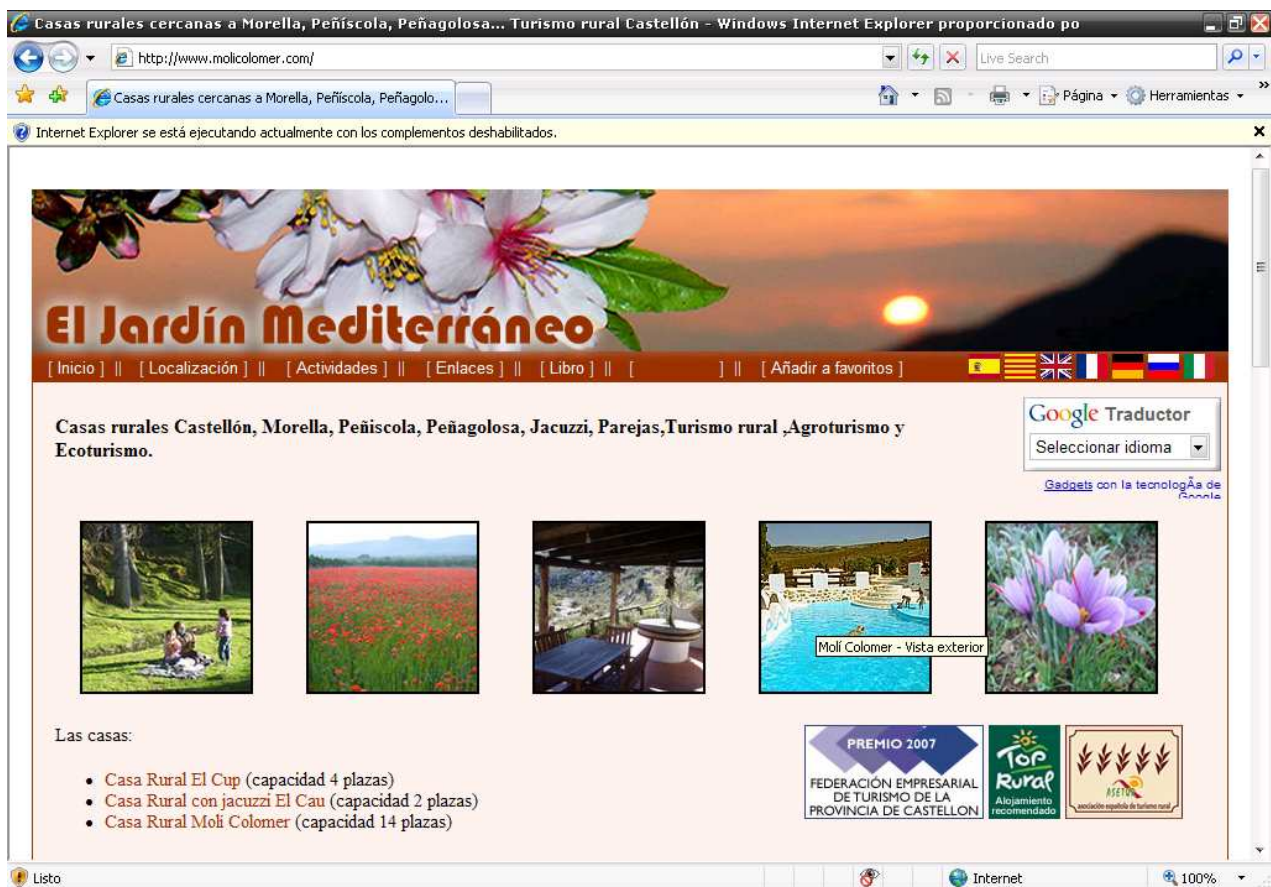 Casas rurales cercanas a Morella, Peñíscola, Peñagolosa... Turismo rural Castellón - Windows Internet Explorer proporcionado po
http://www.molicolomer.com/
Live Search
Casas rurales cercanas a Morella, Peñíscola, Peñagolo...
Página
Herramientas
Internet Explorer se está ejecutando actualmente con los complementos deshabilitados.
El Jardín Mediterráneo
[ Inicio ] || [ Localización ] || [ Actividades ] || [ Enlaces ] || [ Libro ] || [ ] || [ Añadir a favoritos ]
Google Traductor
Casas rurales Castellón, Morella, Peñiscola, Peñagolosa, Jacuzzi, Parejas,Turismo rural ,Agroturismo y
Ecoturismo.
Seleccionar idioma
Gadgets con la tecnologÃa de
Google
Molí Colomer - Vista exterior
Las casas:
• Casa Rural El Cup (capacidad 4 plazas)
• Casa Rural con jacuzzi El Cau (capacidad 2 plazas)
• Casa Rural Molí Colomer (capacidad 14 plazas)
PREMIO 2007
FEDERACIÓN EMPRESARIAL
DE TURISMO DE LA
PROVINCIA DE CASTELLON
Top
Rural
Alojamiento
recomendado
ASETUR
asociación española de turismo rural
Listo
Internet
100%